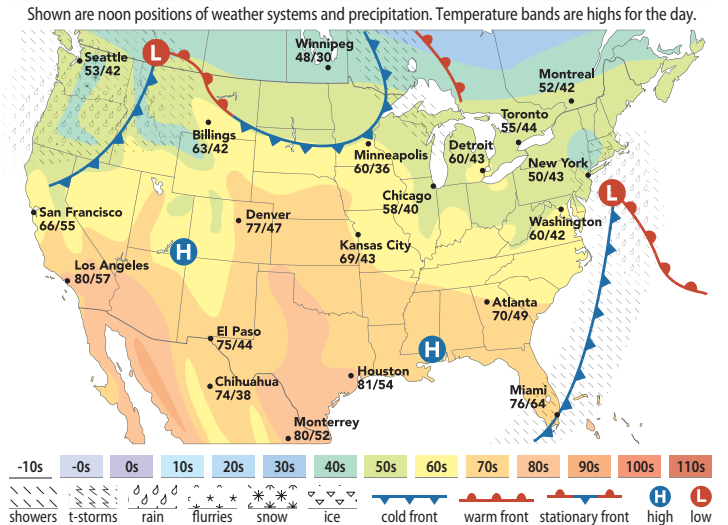 Shown are noon positions of weather systems and precipitation. Temperature bands are highs for the day.
Seattle
53/42
L
Winnipeg
48/30
Montreal
52/42
Toronto
55/44
Billings
63/42
Minneapolis
60/36
Detroit
60/43
New York
50/43
Chicago
58/40
L
San Francisco
66/55
Denver
77/47
Washington
60/42
Kansas City
69/43
H
Los Angeles
80/57
Atlanta
70/49
El Paso
75/44
H
Chihuahua
74/38
Houston
81/54
Miami
76/64
Monterrey
80/52
-10s -0s 0s 10s 20s 30s 40s 50s 60s 70s 80s 90s 100s 110s
H L
showers t-storms rain flurries snow ice cold front warm front stationary front high low